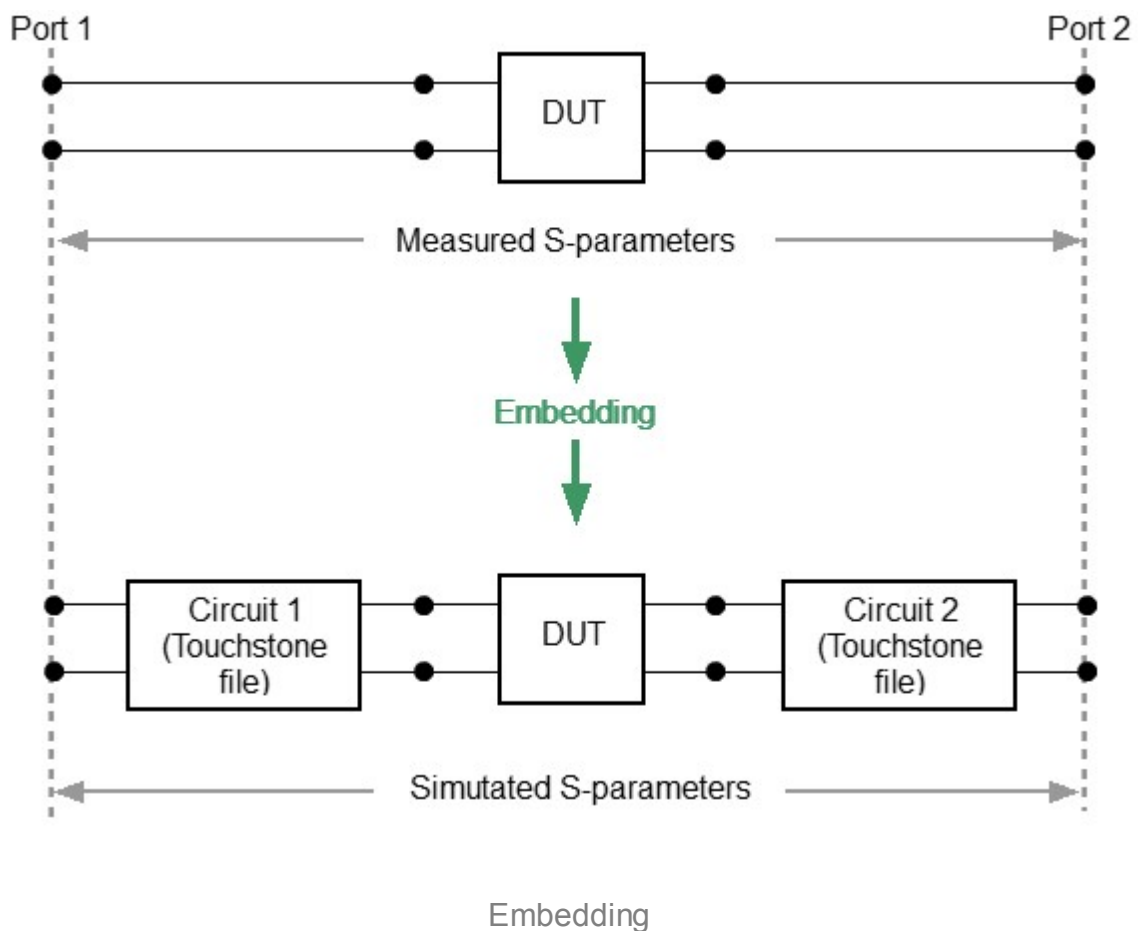 Port 1
Port 2
DUT
Measured S-parameters
Embedding
Circuit 1
(Touchstone
file)
DUT
Circuit 2
(Touchstone
file)
Simutated S-parameters
Embedding